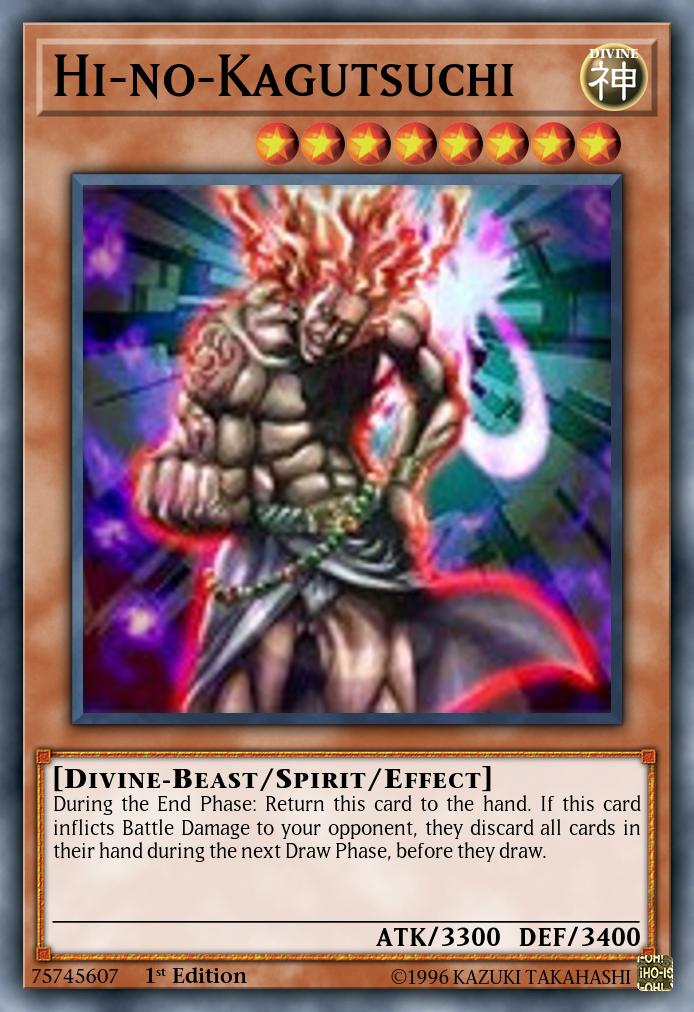 HI-NO-KAGUTSUCHI
DIVINE
神
[DIVINE-BEAST/SPIRIT/EFFECT]
During the End Phase: Return this card to the hand. If this card
inflicts Battle Damage to your opponent, they discard all cards in
their hand during the next Draw Phase, before they draw.
ATK/3300 DEF/3400
75745607 1st Edition ©1996 KAZUKI TAKAHASHI